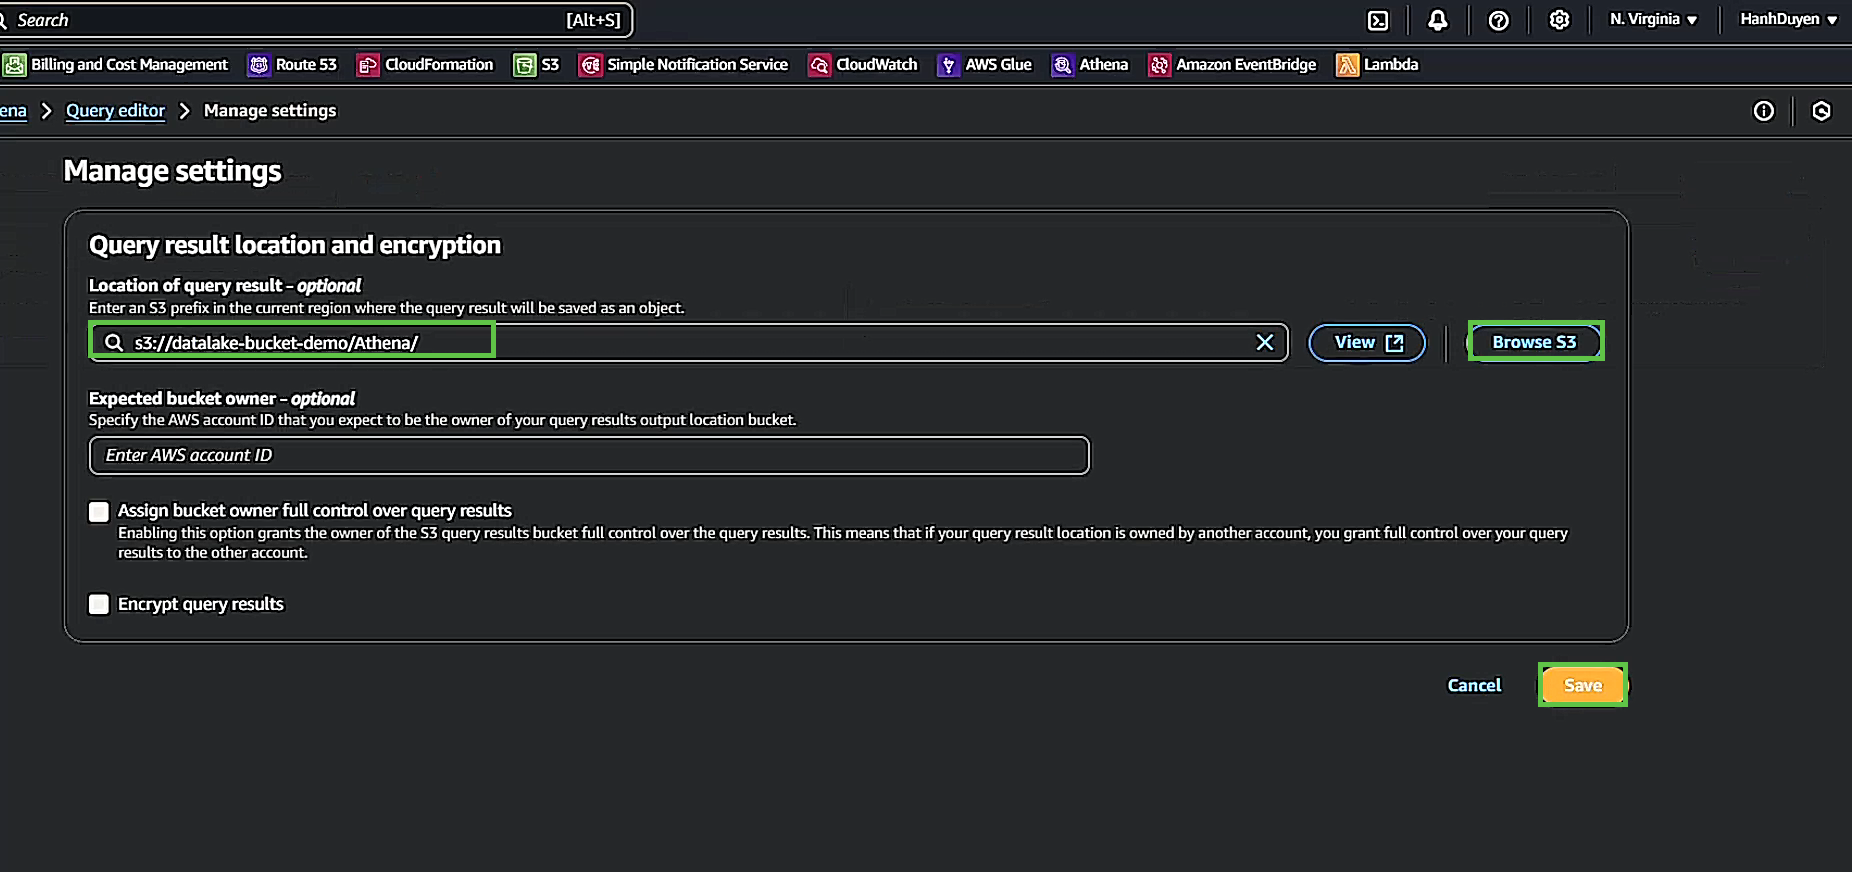 Search [Alt+S] N. Virginia ▼ HanhDuyen ▼
Billing and Cost Management Route 53 CloudFormation S3 Simple Notification Service CloudWatch AWS Glue Athena Amazon EventBridge Lambda
ena > Query editor > Manage settings
Manage settings
Query result location and encryption
Location of query result - optional
Enter an S3 prefix in the current region where the query result will be saved as an object.
s3://datalake-bucket-demo/Athena/ View Browse S3
Expected bucket owner - optional
Specify the AWS account ID that you expect to be the owner of your query results output location bucket.
Enter AWS account ID
Assign bucket owner full control over query results
Enabling this option grants the owner of the S3 query results bucket full control over the query results. This means that if your query result location is owned by another account, you grant full control over your query
results to the other account.
Encrypt query results
Cancel Save